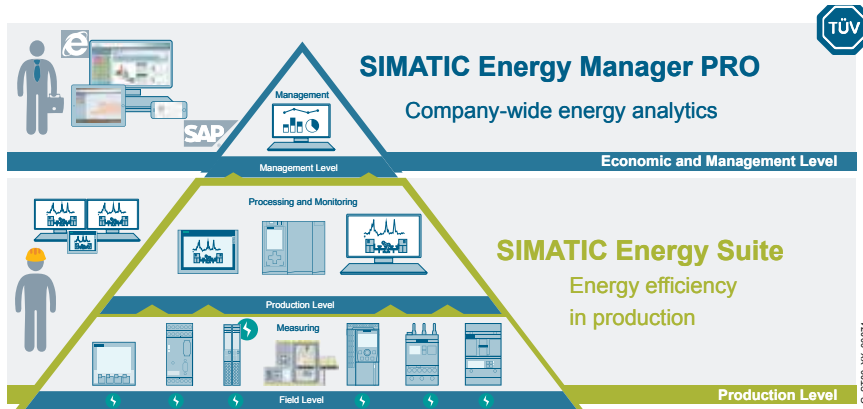 TÜV
SIMATIC Energy Manager PRO
Company-wide energy analytics
Management
SAP
Economic and Management Level
Management Level
Processing and Monitoring
SIMATIC Energy Suite
Energy efficiency
in production
Production Level
Measuring
Field Level
Production Level